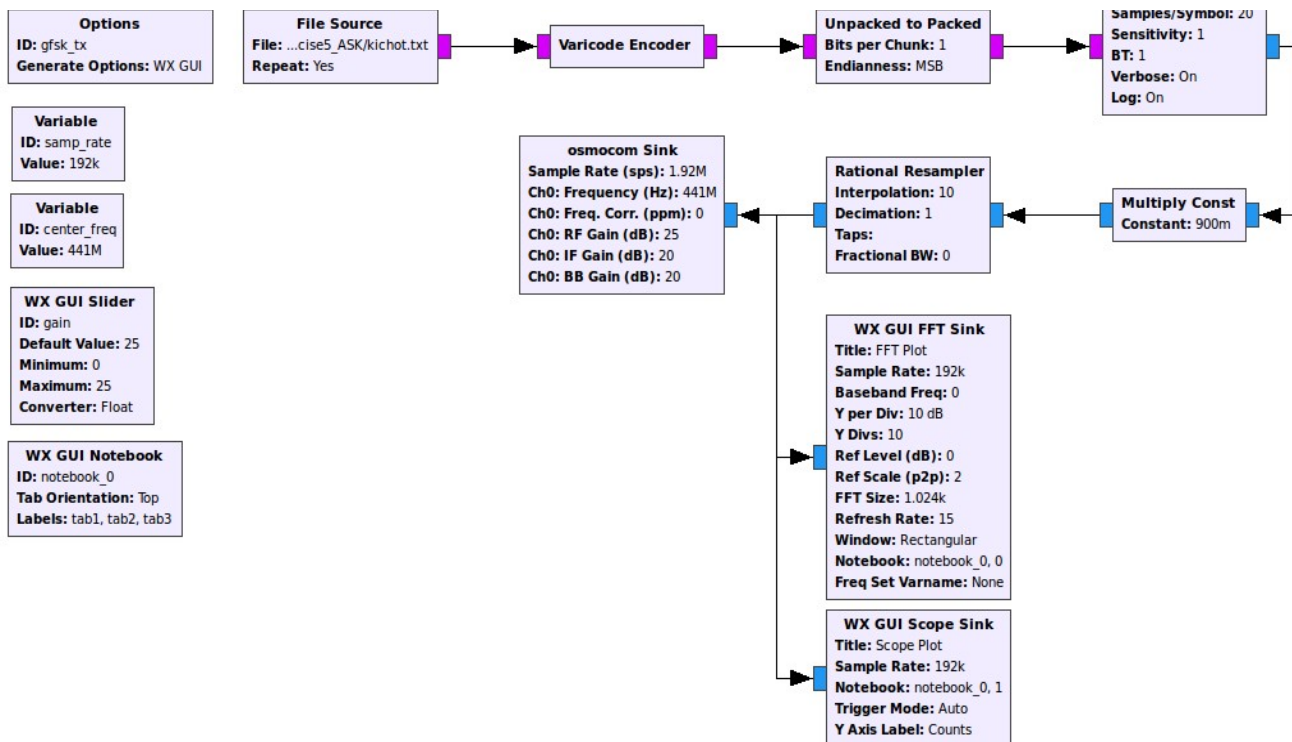 Options
ID: gfsk_tx
Generate Options: WX GUI
File Source
File: ...cise5_ASK/kichot.txt
Repeat: Yes
Varicode Encoder
Unpacked to Packed
Bits per Chunk: 1
Endianness: MSB
Samples/Symbol: 20
Sensitivity: 1
BT: 1
Verbose: On
Log: On
Variable
ID: samp_rate
Value: 192k
Variable
ID: center_freq
Value: 441M
WX GUI Slider
ID: gain
Default Value: 25
Minimum: 0
Maximum: 25
Converter: Float
WX GUI Notebook
ID: notebook_0
Tab Orientation: Top
Labels: tab1, tab2, tab3
osmocom Sink
Sample Rate (sps): 1.92M
Ch0: Frequency (Hz): 441M
Ch0: Freq. Corr. (ppm): 0
Ch0: RF Gain (dB): 25
Ch0: IF Gain (dB): 20
Ch0: BB Gain (dB): 20
Rational Resampler
Interpolation: 10
Decimation: 1
Taps:
Fractional BW: 0
Multiply Const
Constant: 900m
WX GUI FFT Sink
Title: FFT Plot
Sample Rate: 192k
Baseband Freq: 0
Y per Div: 10 dB
Y Divs: 10
Ref Level (dB): 0
Ref Scale (p2p): 2
FFT Size: 1.024k
Refresh Rate: 15
Window: Rectangular
Notebook: notebook_0, 0
Freq Set Varname: None
WX GUI Scope Sink
Title: Scope Plot
Sample Rate: 192k
Notebook: notebook_0, 1
Trigger Mode: Auto
Y Axis Label: Counts